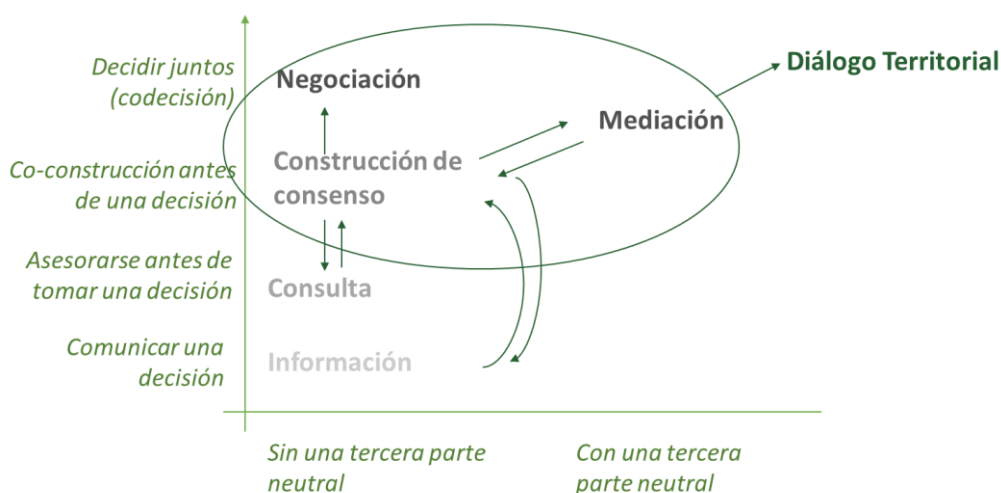 Decidir juntos
(codecisión)
Negociación
Diálogo Territorial
Mediación
Co-construcción antes
de una decisión
Construcción de
consenso
Asesorarse antes de
tomar una decisión
Consulta
Comunicar una
decisión
Información
Sin una tercera parte
neutral
Con una tercera
parte neutral